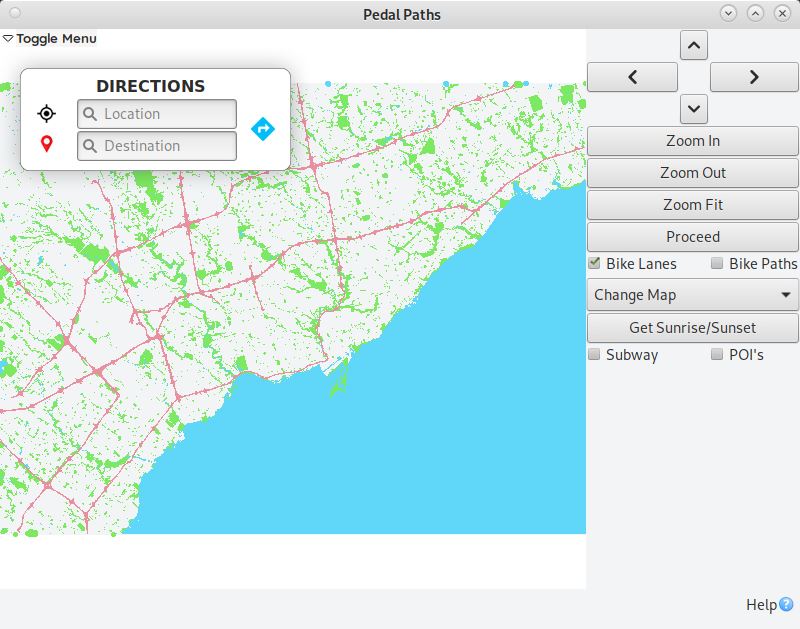 Pedal Paths
Toggle Menu
DIRECTIONS
Location
Destination
Zoom In
Zoom Out
Zoom Fit
Proceed
Bike Lanes
Bike Paths
Change Map
Get Sunrise/Sunset
Subway
POI's
Help